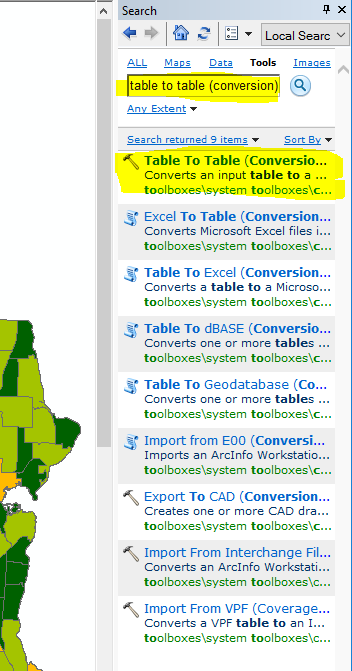 Search
Local Searc
ALL Maps Data Tools Images
table to table (conversion)
Any Extent
Search returned 9 items Sort By
Table To Table (Conversio...
Converts an input table to a ...
toolboxes\system toolboxes\c...
Excel To Table (Conversion...
Converts Microsoft Excel files i...
toolboxes\system toolboxes\c...
Table To Excel (Conversion...
Converts a table to a Microso...
toolboxes\system toolboxes\c...
Table To dBASE (Conversio...
Converts one or more tables ...
toolboxes\system toolboxes\c...
Table To Geodatabase (Co...
Converts one or more tables ...
toolboxes\system toolboxes\c...
Import from E00 (Conversi...
Imports an ArcInfo Workstatio...
toolboxes\system toolboxes\c...
Export To CAD (Conversion...
Creates one or more CAD dra...
toolboxes\system toolboxes\c...
Import From Interchange Fil...
Converts an ArcInfo Workstati...
toolboxes\system toolboxes\c...
Import From VPF (Coverage...
Converts a VPF table to an I...
toolboxes\system toolboxes\c...